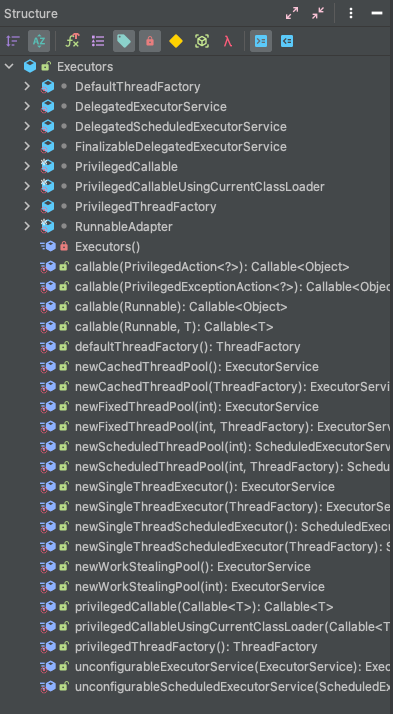 Structure
Executors
DefaultThreadFactory
DelegatedExecutorService
DelegatedScheduledExecutorService
FinalizableDelegatedExecutorService
PrivilegedCallable
PrivilegedCallableUsingCurrentClassLoader
PrivilegedThreadFactory
RunnableAdapter
Executors()
callable(PrivilegedAction<?>): Callable<Object>
callable(PrivilegedExceptionAction<?>): Callable<Objec
callable(Runnable): Callable<Object>
callable(Runnable, T): Callable<T>
defaultThreadFactory(): ThreadFactory
newCachedThreadPool(): ExecutorService
newCachedThreadPool(ThreadFactory): ExecutorServi
newFixedThreadPool(int): ExecutorService
newFixedThreadPool(int, ThreadFactory): ExecutorServ
newScheduledThreadPool(int): ScheduledExecutorServ
newScheduledThreadPool(int, ThreadFactory): Schedu
newSingleThreadExecutor(): ExecutorService
newSingleThreadExecutor(ThreadFactory): ExecutorSe
newSingleThreadScheduledExecutor(): ScheduledExec
newSingleThreadScheduledExecutor(ThreadFactory): S
newWorkStealingPool(): ExecutorService
newWorkStealingPool(int): ExecutorService
privilegedCallable(Callable<T>): Callable<T>
privilegedCallableUsingCurrentClassLoader(Callable<T
privilegedThreadFactory(): ThreadFactory
unconfigurableExecutorService(ExecutorService): Exec
unconfigurableScheduledExecutorService(ScheduledEx